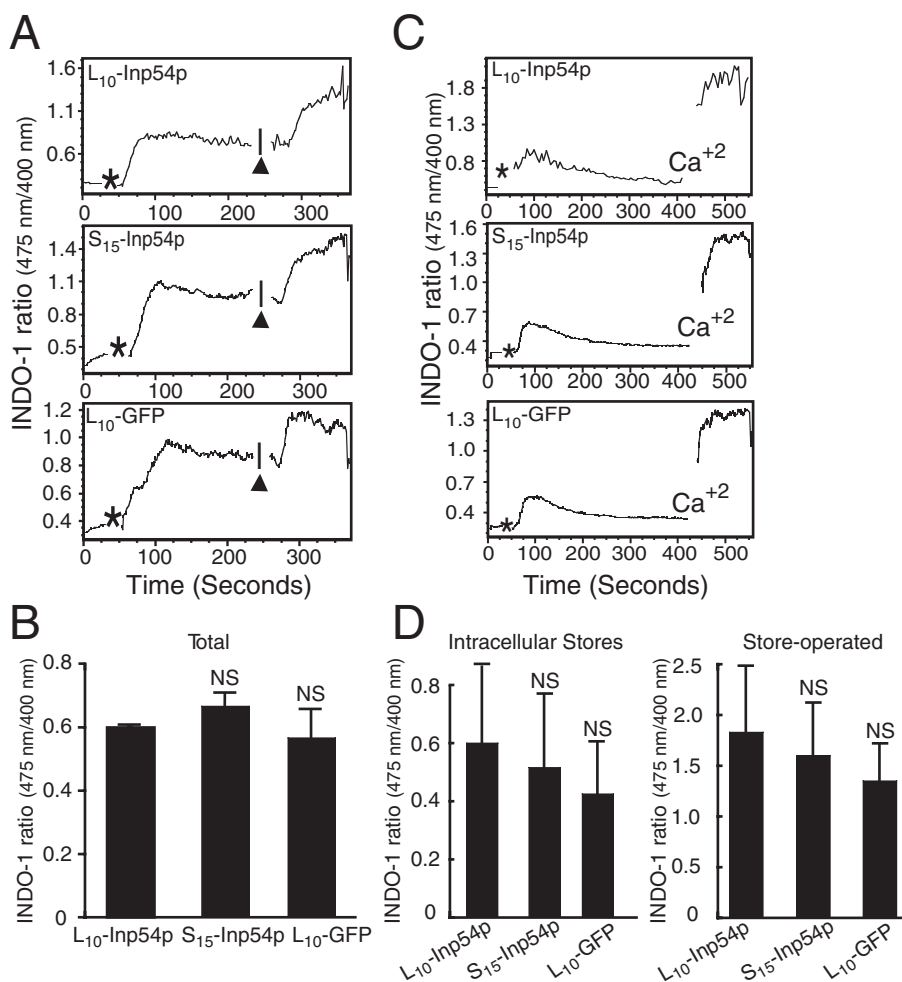 A
C
INDO-1 ratio (475 nm/400 nm)
L10-Inp54p
1.6
1.2
0.6
0 100 200 300
S15-Inp54p
1.4
1.1
0.8
0.5
0 100 200 300
L10-GFP
1.2
1.0
0.8
0.6
0.4
0 100 200 300
Time (Seconds)
INDO-1 ratio (475 nm/400 nm)
L10-Inp54p
1.8
1.2
0.8
Ca+2
0 100 200 300 400 500
S15-Inp54p
1.6
1.3
1.0
0.7
0.4
Ca+2
0 100 200 300 400 500
L10-GFP
1.3
1.0
0.7
0.4
Ca+2
0 100 200 300 400 500
Time (Seconds)
B
Total
INDO-1 ratio (475 nm/400 nm)
0.8
0.6
0.4
0.2
0
NS
NS
L10-Inp54p S15-Inp54p L10-GFP
D
Intracellular Stores
INDO-1 ratio (475 nm/400 nm)
0.8
0.6
0.4
0.2
0
NS
NS
L10-Inp54p
S15-Inp54p
L10-GFP
Store-operated
INDO-1 ratio (475 nm/400 nm)
2.5
2.0
1.5
1.0
0.5
0
NS
NS
L10-Inp54p
S15-Inp54p
L10-GFP